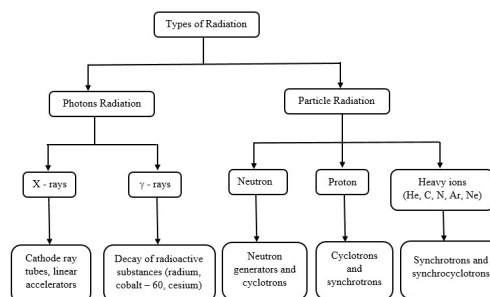 Types of Radiation
Photons Radiation
Particle Radiation
X - rays
γ - rays
Neutron
Proton
Heavy ions
(He, C, N, Ar, Ne)
Cathode ray
tubes, linear
accelerators
Decay of radioactive
substances (radium,
cobalt – 60, cesium)
Neutron
generators and
cyclotrons
Cyclotrons
and
synchrotrons
Synchrotrons and
synchrocyclotrons